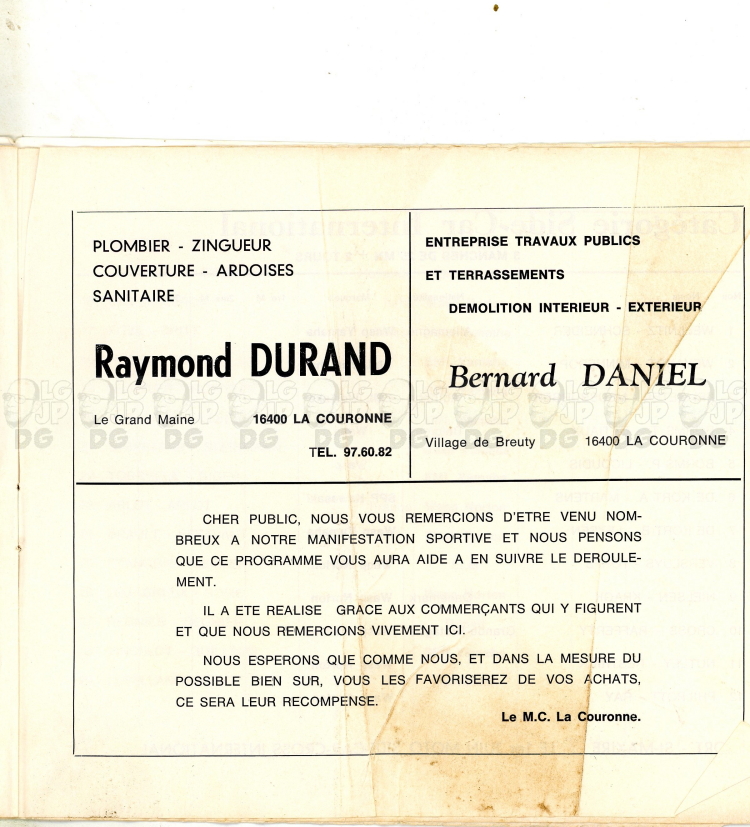 PLOMBIER - ZINGUEUR
COUVERTURE - ARDOISES
SANITAIRE
Raymond DURAND
Le Grand Maine 16400 LA COURONNE
TEL. 97.60.82
ENTREPRISE TRAVAUX PUBLICS
ET TERRASSEMENTS
DEMOLITION INTERIEUR - EXTERIEUR
Bernard DANIEL
Village de Breuty 16400 LA COURONNE
CHER PUBLIC, NOUS VOUS REMERCIONS D'ETRE VENU NOM-
BREUX A NOTRE MANIFESTATION SPORTIVE ET NOUS PENSONS
QUE CE PROGRAMME VOUS AURA AIDE A EN SUIVRE LE DEROULE-
MENT.
IL A ETE REALISE GRACE AUX COMMERÇANTS QUI Y FIGURENT
ET QUE NOUS REMERCIONS VIVEMENT ICI.
NOUS ESPERONS QUE COMME NOUS, ET DANS LA MESURE DU
POSSIBLE BIEN SUR, VOUS LES FAVORISEREZ DE VOS ACHATS,
CE SERA LEUR RECOMPENSE.
Le M.C. La Couronne.